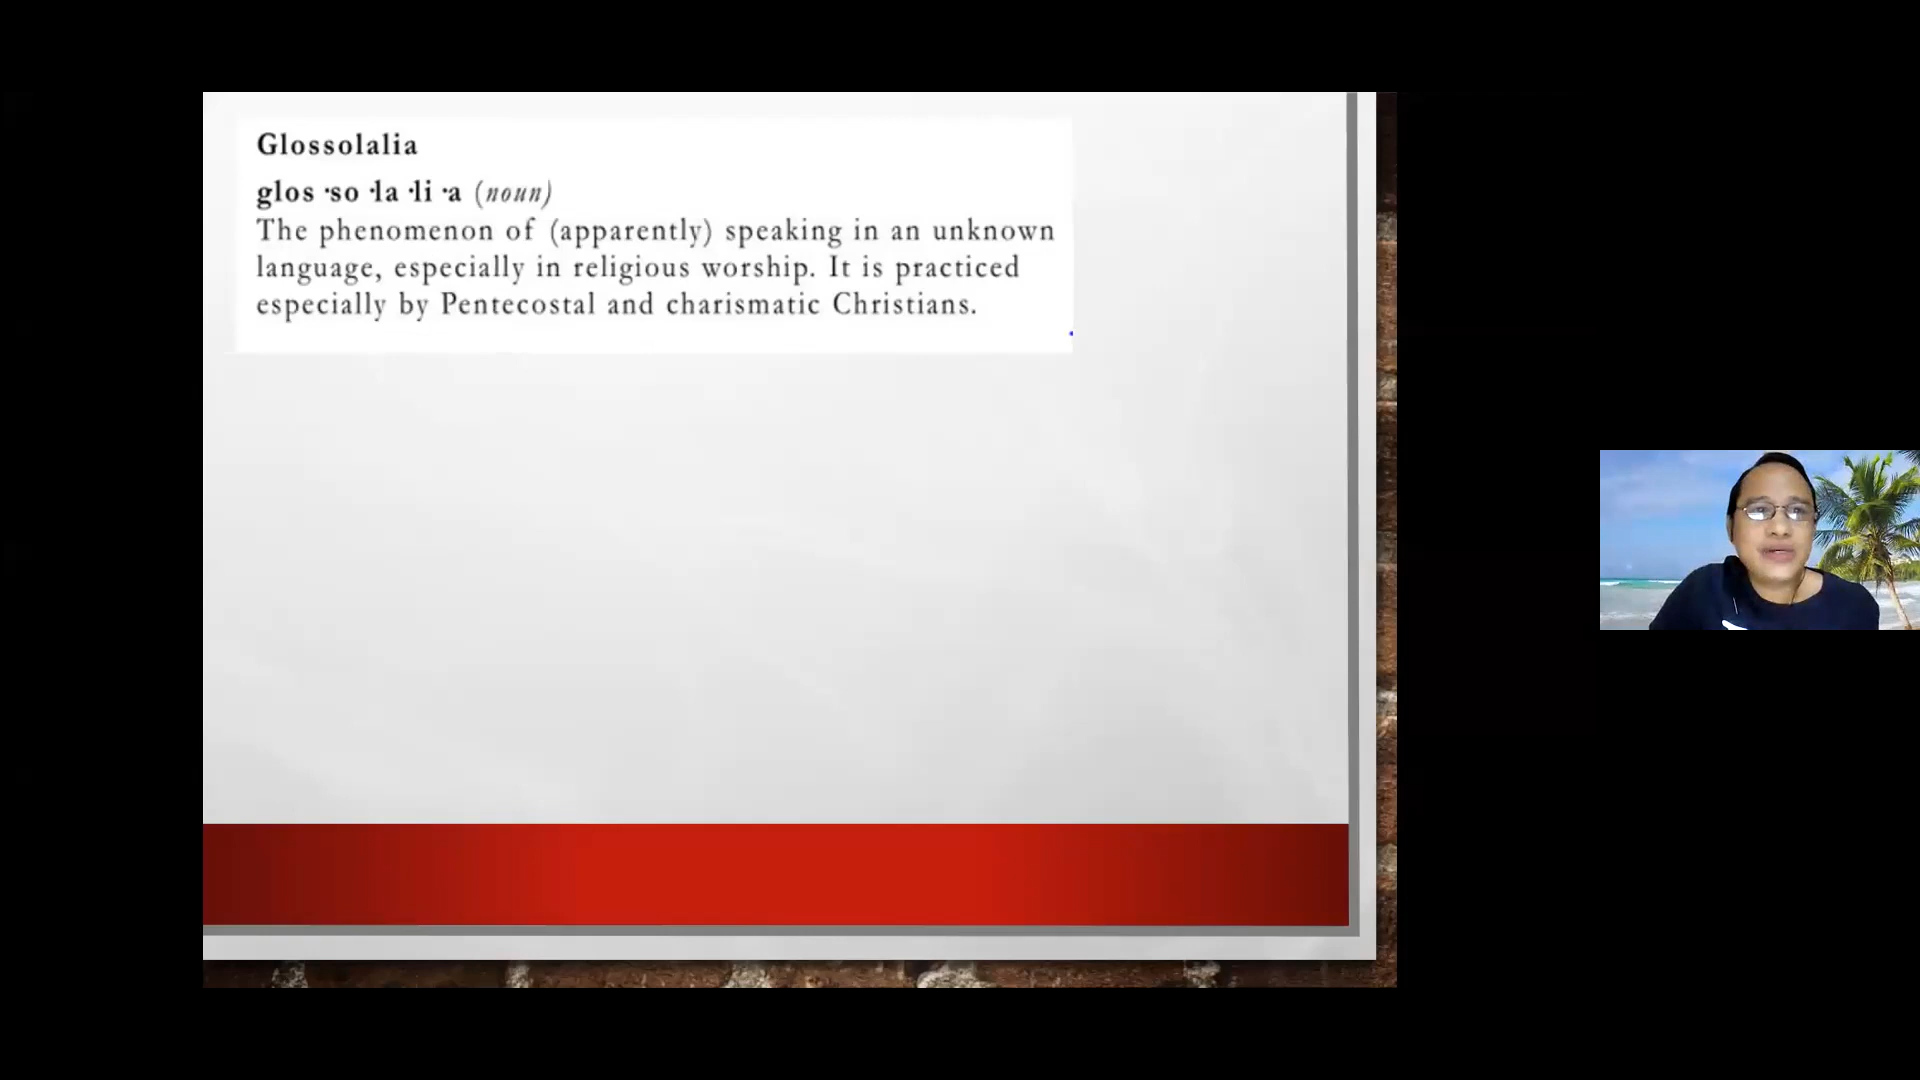 Glossolalia
glos ·so ·la ·li ·a (noun)
The phenomenon of (apparently) speaking in an unknown
language, especially in religious worship. It is practiced
especially by Pentecostal and charismatic Christians.